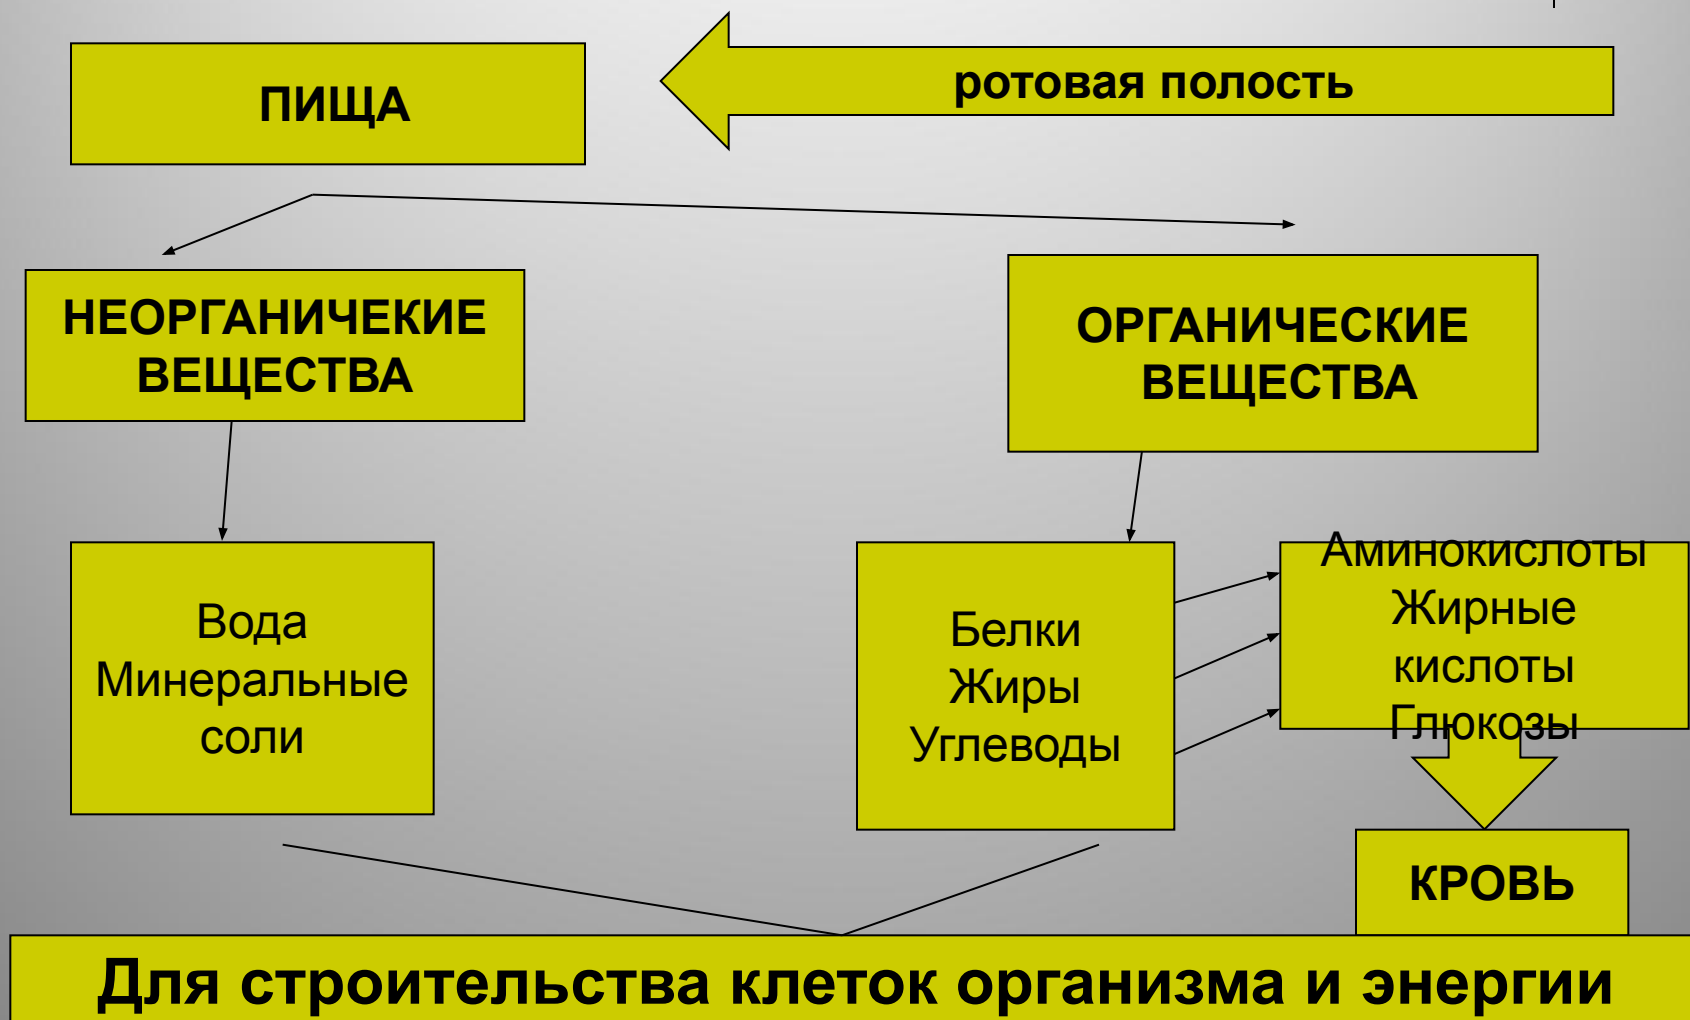 ПИЩА
ротовая полость
НЕОРГАНИЧЕКИЕ
ВЕЩЕСТВА
ОРГАНИЧЕСКИЕ
ВЕЩЕСТВА
Вода
Минеральные
соли
Белки
Жиры
Углеводы
Аминокислоты
Жирные
кислоты
Глюкозы
КРОВЬ
Для строительства клеток организма и энергии